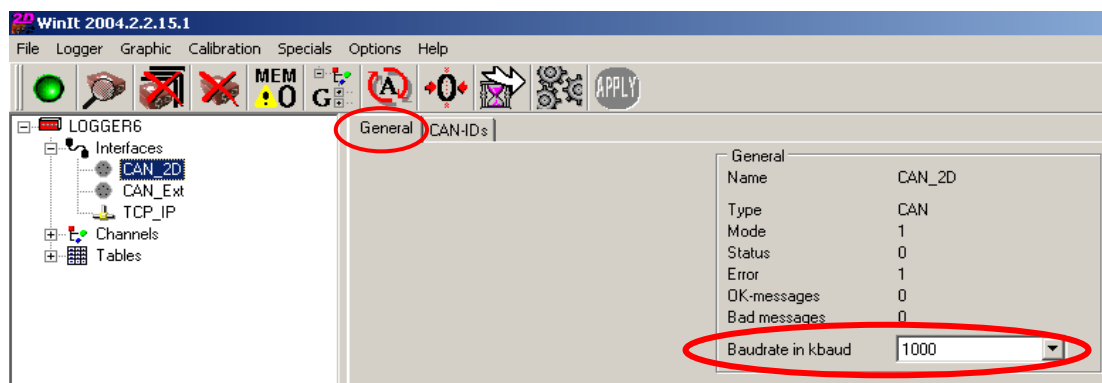 2D WinIt 2004.2.2.15.1
File Logger Graphic Calibration Specials Options Help
MEM 0 G A 0 APPLY
LOGGER6
Interfaces
CAN_2D
CAN_Ext
TCP_IP
Channels
Tables
General CAN-IDs
General
Name CAN_2D
Type CAN
Mode 1
Status 0
Error 1
OK-messages 0
Bad messages 0
Baudrate in kbaud 1000